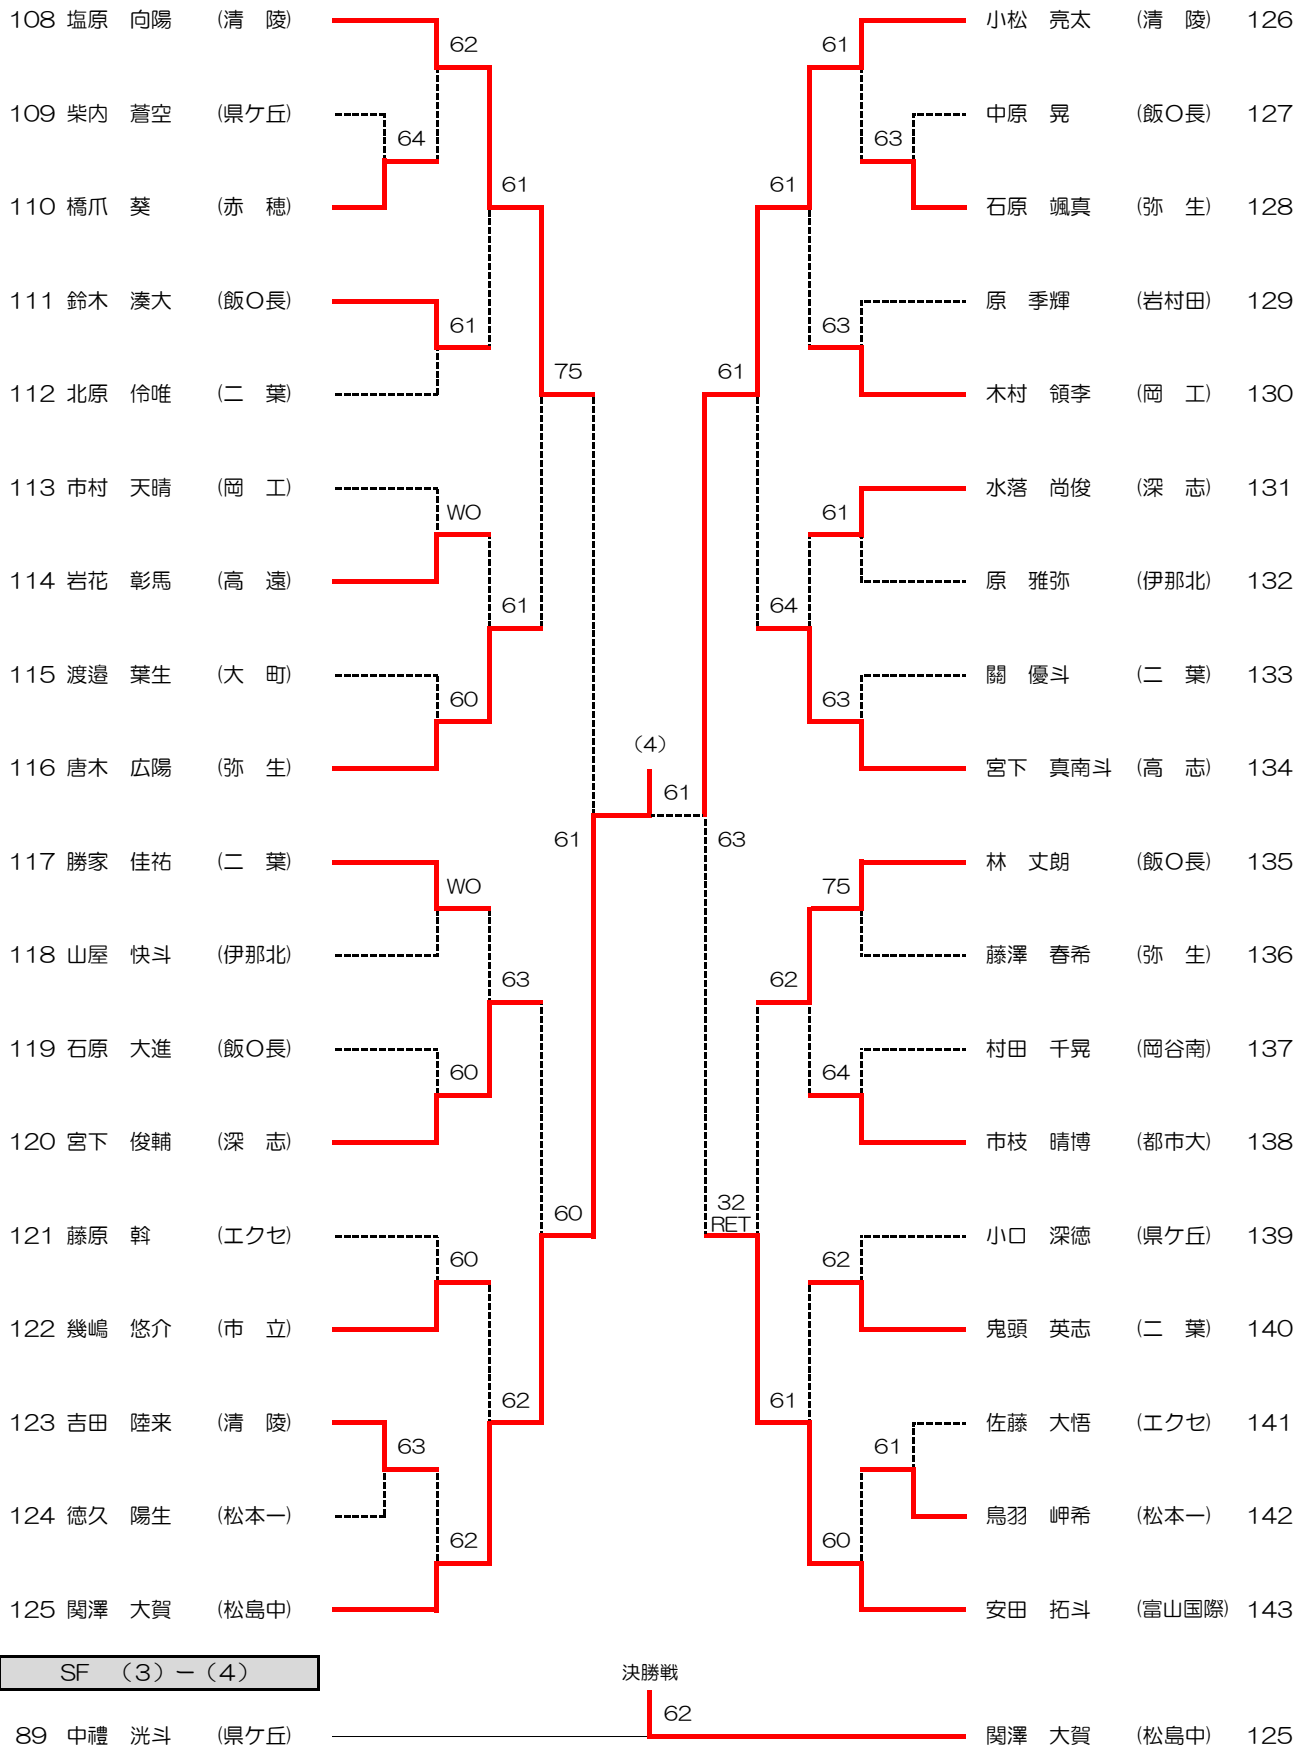 108 塩原　向陽　(清　陵)　小松　亮太　(清　陵)　126
62　61
109 柴内　蒼空　(県ケ丘)　中原　晃　(飯O長)　127
64　63
61　61
110 橋爪　葵　(赤　穂)　石原　颯真　(弥　生)　128
111 鈴木　湊大　(飯O長)　原　季輝　(岩村田)　129
61　63
75　61
112 北原　伶唯　(二　葉)　木村　領李　(岡　工)　130
113 市村　天晴　(岡　工)　水落　尚俊　(深　志)　131
WO　61
114 岩花　彰馬　(高　遠)　原　雅弥　(伊那北)　132
61　64
115 渡邉　葉生　(大　町)　關　優斗　(二　葉)　133
60　63
（4）
116 唐木　広陽　(弥　生)　宮下　真南斗　(高　志)　134
61
61　63
117 勝家　佳祐　(二　葉)　林　丈朗　(飯O長)　135
WO　75
118 山屋　快斗　(伊那北)　藤澤　春希　(弥　生)　136
63　62
119 石原　大進　(飯O長)　村田　千晃　(岡谷南)　137
60　64
120 宮下　俊輔　(深　志)　市枝　晴博　(都市大)　138
60　32
RET
121 藤原　斡　(エクセ)　小口　深徳　(県ケ丘)　139
60　62
122 幾嶋　悠介　(市　立)　鬼頭　英志　(二　葉)　140
62　61
123 吉田　陸来　(清　陵)　佐藤　大悟　(エクセ)　141
63　61
124 徳久　陽生　(松本一)　鳥羽　岬希　(松本一)　142
62　60
125 関澤　大賀　(松島中)　安田　拓斗　(富山国際)　143
SF　（3）－（4）　決勝戦
62
89 中禮　洸斗　(県ケ丘)　関澤　大賀　(松島中)　125